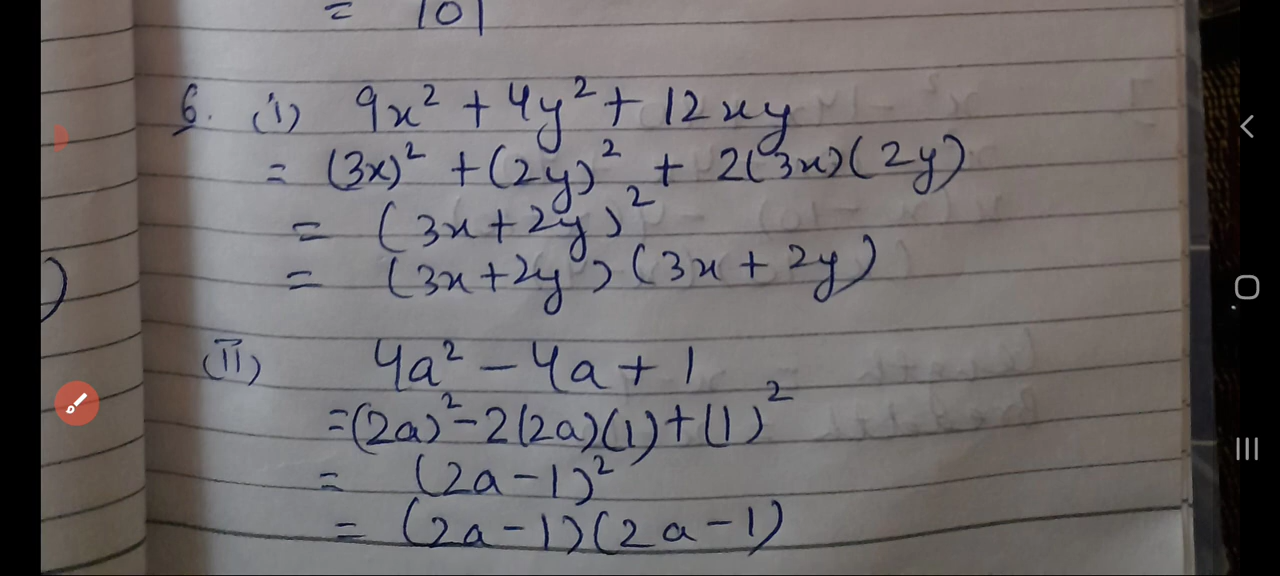 = 101
6. (i) 9x² + 4y² + 12xy
= (3x)² + (2y)² + 2(3x)(2y)
= (3x+2y)²
= (3x+2y)(3x+2y)
(ii) 4a² - 4a + 1
=(2a)² - 2(2a)(1) + (1)²
= (2a-1)²
= (2a-1)(2a-1)